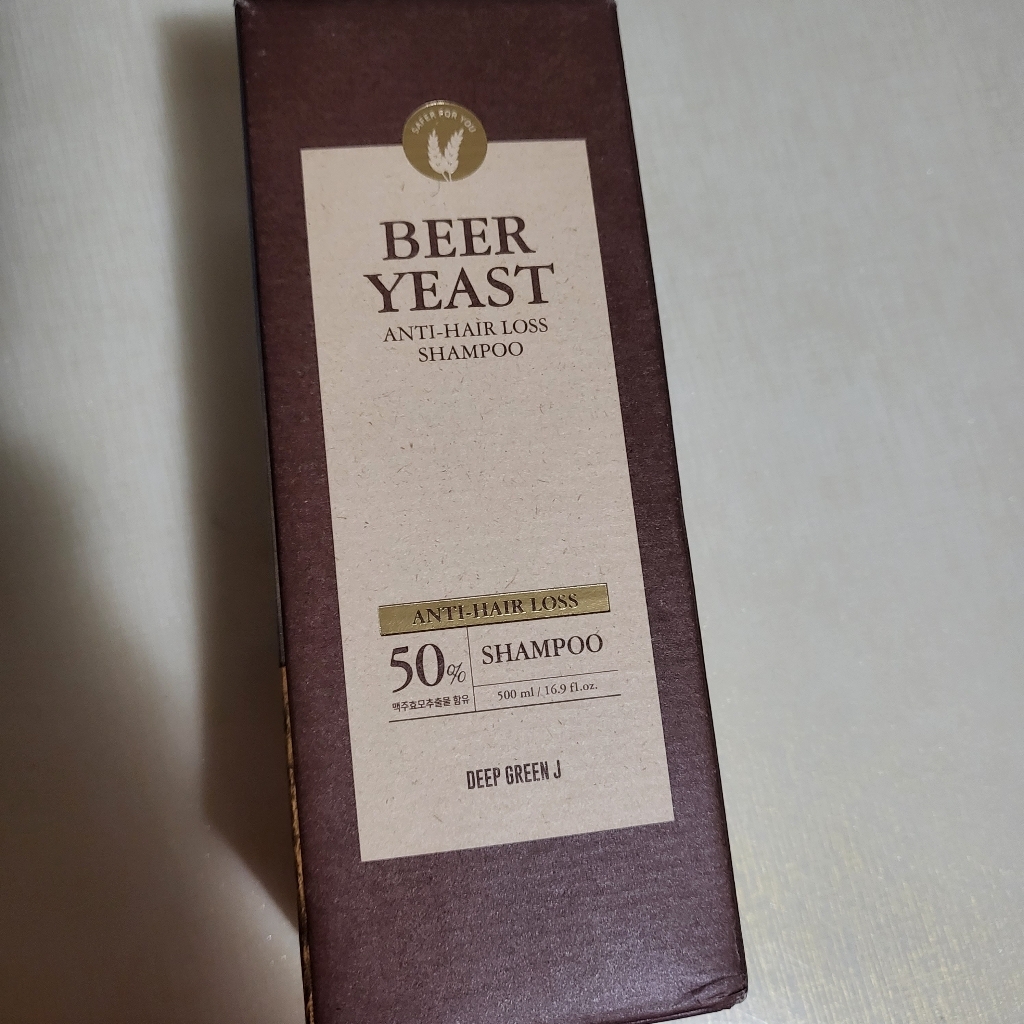 SAFER FOR YOU
BEER
YEAST
ANTI-HAIR LOSS
SHAMPOO
ANTI-HAIR LOSS
50%
맥주효모추출물 함유
SHAMPOO
500 ml / 16.9 fl.oz.
DEEP GREEN J